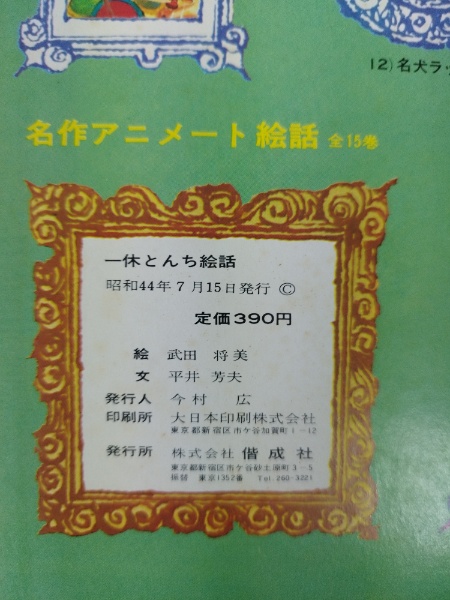 12)名犬ラ
名作アニメート絵話 全15巻
一休とんち絵話
昭和44年7月15日発行 ©
定価390円
絵 武田 将美
文 平井 芳夫
発行人 今村 広
印刷所 大日本印刷株式会社
東京都新宿区市ケ谷加賀町1-12
発行所 株式会社 偕成社
東京都新宿区市ケ谷砂土原町3-5
振替 東京1352番 Tel. 260-3221